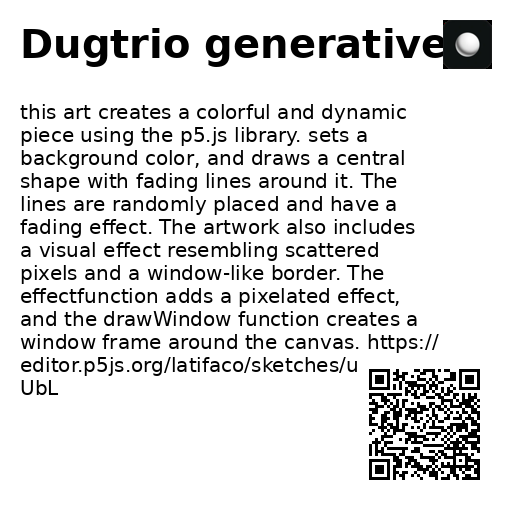 Dugtrio generative
this art creates a colorful and dynamic
piece using the p5.js library. sets a
background color, and draws a central
shape with fading lines around it. The
lines are randomly placed and have a
fading effect. The artwork also includes
a visual effect resembling scattered
pixels and a window-like border. The
effectfunction adds a pixelated effect,
and the drawWindow function creates a
window frame around the canvas. https://
editor.p5js.org/latifaco/sketches/u
UbL